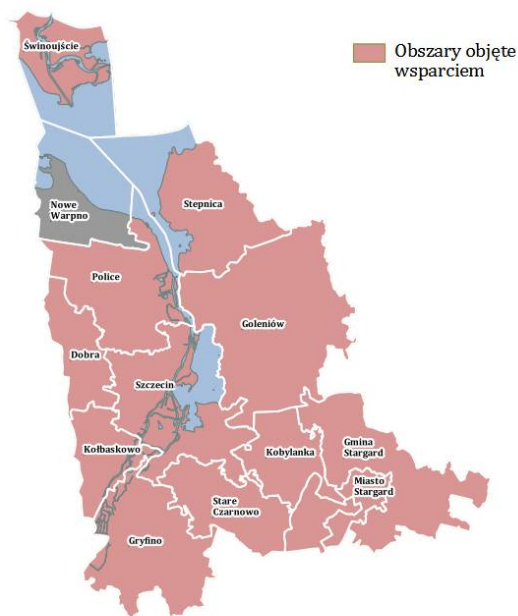 Świnoujście
Obszary objęte
wsparciem
Nowe
Warpno
Stepnica
Police
Goleniów
Dobra
Szczecin
Kołbaskowo
Kobylanka
Gmina
Stargard
Miasto
Stargard
Stare
Czarnowo
Gryfino